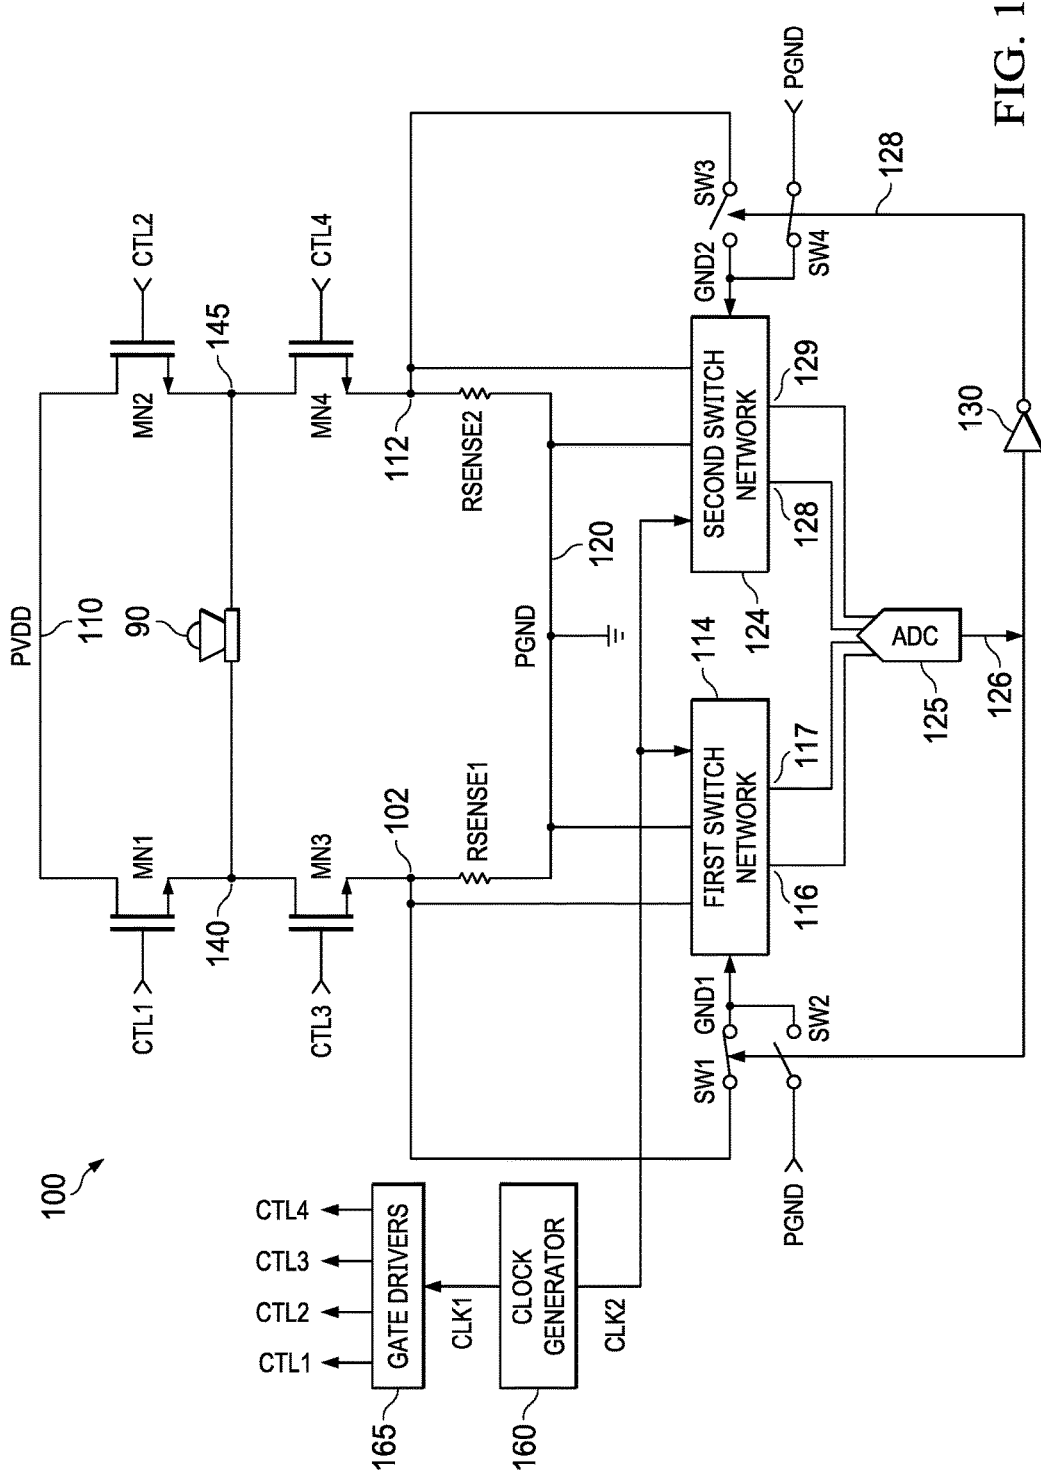 100
CTL1
CTL2
CTL3
CTL4
GATE DRIVERS
165
CLK1
CLOCK
GENERATOR
160
CLK2
PVDD
110
CTL1
MN1
MN2
CTL2
90
140
145
CTL3
MN3
MN4
CTL4
102
112
RSENSE1
RSENSE2
PGND
120
114
FIRST SWITCH
NETWORK
116
117
SECOND SWITCH
NETWORK
124
128
129
SW1
GND1
SW2
PGND
GND2
SW3
SW4
PGND
ADC
125
126
130
128
FIG. 1